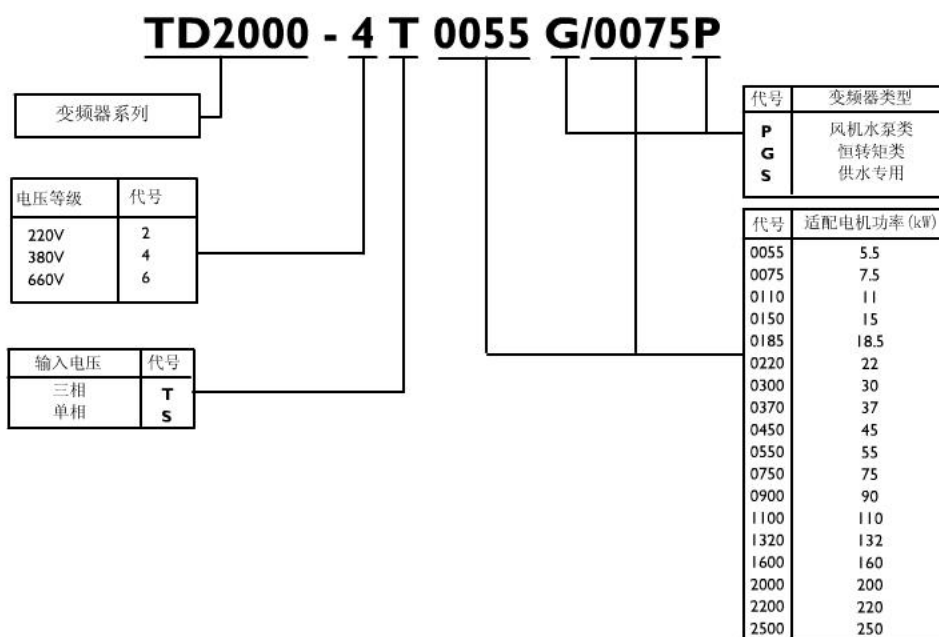 TD2000 - 4 T 0055 G/0075P
变频器系列
电压等级 代号
220V 2
380V 4
660V 6
输入电压 代号
三相 T
单相 S
代号 变频器类型
P 风机水泵类
G 恒转矩类
S 供水专用
代号 适配电机功率(kW)
0055 5.5
0075 7.5
0110 11
0150 15
0185 18.5
0220 22
0300 30
0370 37
0450 45
0550 55
0750 75
0900 90
1100 110
1320 132
1600 160
2000 200
2200 220
2500 250